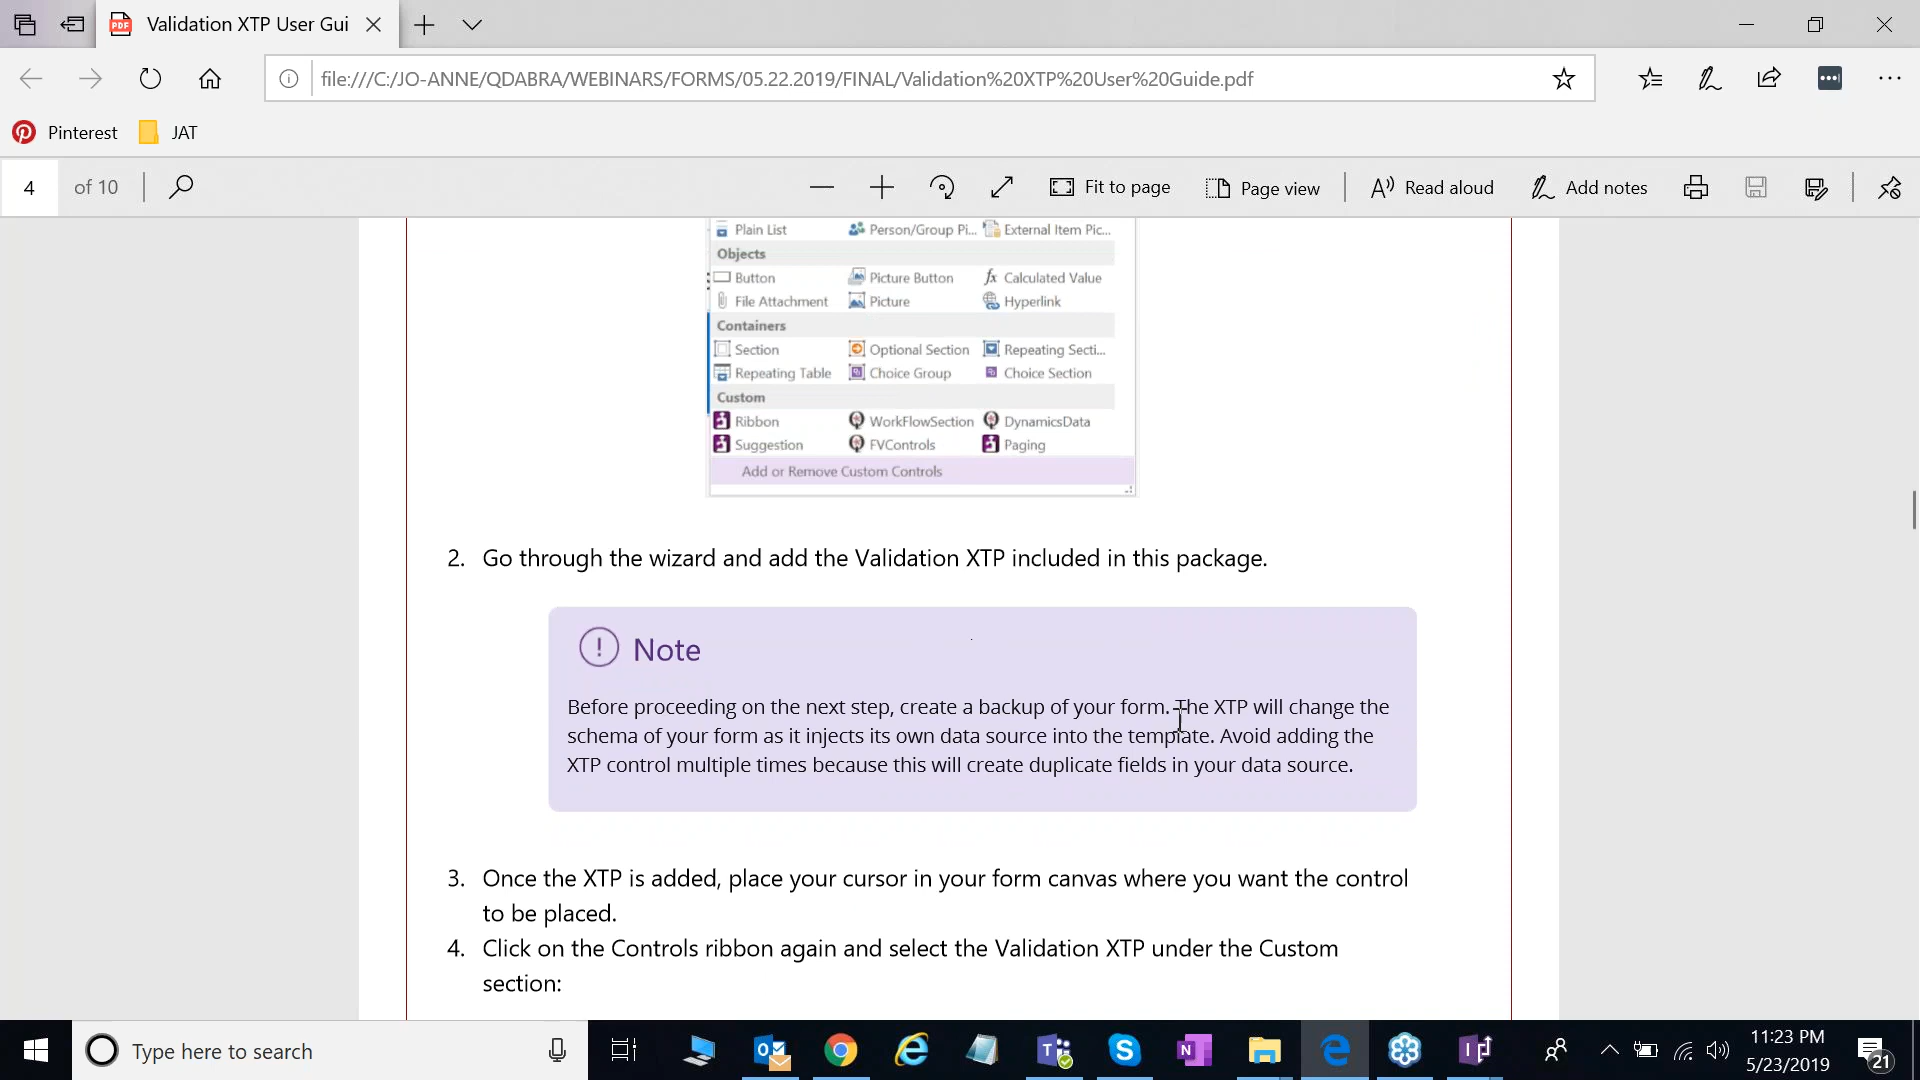 Validation XTP User Gui
file:///C:/JO-ANNE/QDABRA/WEBINARS/FORMS/05.22.2019/FINAL/Validation%20XTP%20User%20Guide.pdf
Pinterest JAT
4 of 10 Fit to page Page view Read aloud Add notes
Plain List Person/Group Pi... External Item Pic...
Objects
Button Picture Button Calculated Value
File Attachment Picture Hyperlink
Containers
Section Optional Section Repeating Secti...
Repeating Table Choice Group Choice Section
Custom
Ribbon WorkFlowSection DynamicsData
Suggestion FVControls Paging
Add or Remove Custom Controls
2. Go through the wizard and add the Validation XTP included in this package.
Note
Before proceeding on the next step, create a backup of your form. The XTP will change the
schema of your form as it injects its own data source into the template. Avoid adding the
XTP control multiple times because this will create duplicate fields in your data source.
3. Once the XTP is added, place your cursor in your form canvas where you want the control
to be placed.
4. Click on the Controls ribbon again and select the Validation XTP under the Custom
section:
Type here to search
11:23 PM
5/23/2019
21